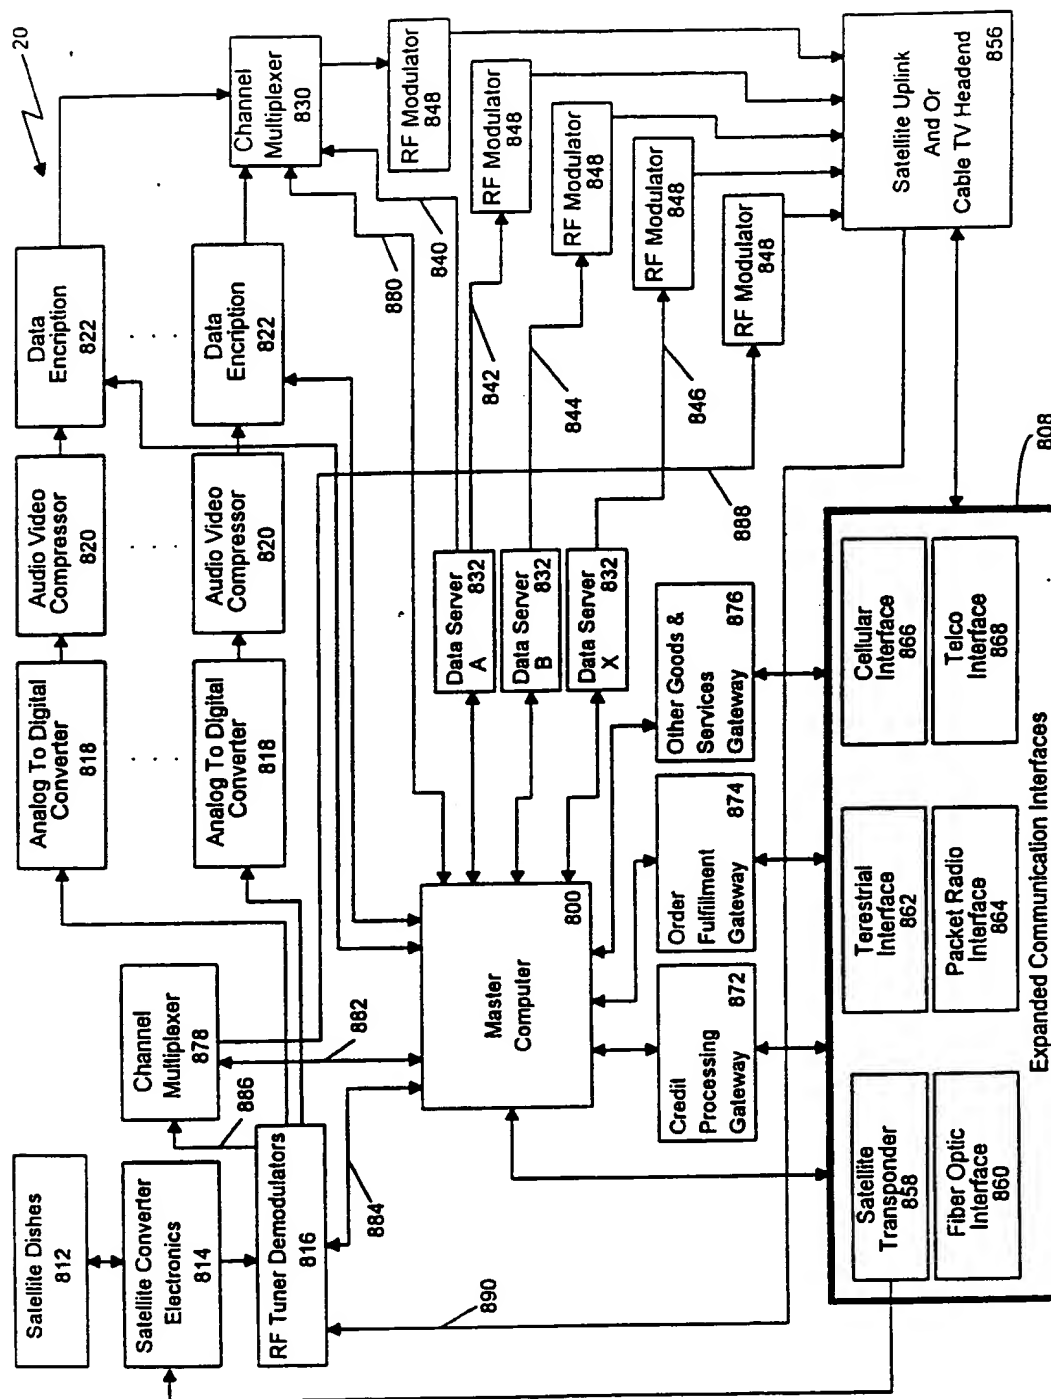 20
Satellite Dishes
812
Satellite Converter
Electronics
814
RF Tuner Demodulators
816
Channel
Multiplexer
878
886
882
884
890
Analog To Digital
Converter
818
Audio Video
Compressor
820
Data
Encription
822
Analog To Digital
Converter
818
Audio Video
Compressor
820
Data
Encription
822
. . .
. . .
. . .
Channel
Multiplexer
830
RF Modulator
848
RF Modulator
848
RF Modulator
848
RF Modulator
848
RF Modulator
848
880
840
842
844
846
888
Master
Computer
800
Data Server
A 832
Data Server
B 832
Data Server
X 832
Credit
Processing
Gateway 872
Order
Fulfillment
Gateway 874
Other Goods &
Services
Gateway 876
Satellite Uplink
And Or
Cable TV Headend
856
808
Satellite
Transponder
858
Terestrial
Interface
862
Cellular
Interface
866
Fiber Optic
Interface
860
Packet Radio
Interface
864
Telco
Interface
868
Expanded Communication Interfaces